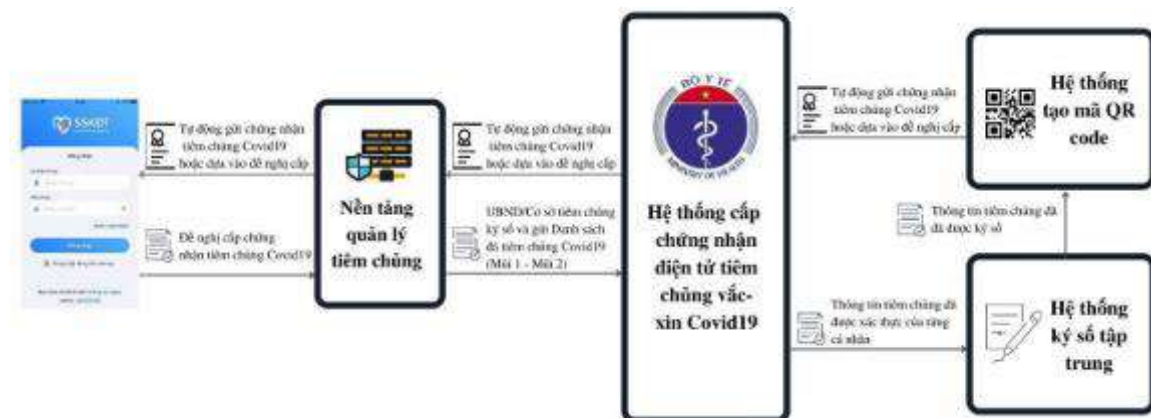 SSKĐT
Tự động gửi chứng nhận
tiêm chủng Covid19
hoặc dựa vào đề nghị cấp
Đề nghị cấp chứng
nhận tiêm chủng Covid19
Nền tảng
quản lý
tiêm chủng
Tự động gửi chứng nhận
tiêm chủng Covid19
hoặc dựa vào đề nghị cấp
UBND/Cơ sở tiêm chủng
ký số và gửi Danh sách
đã tiêm chủng Covid19
(Mũi 1 - Mũi 2)
BỘ Y TẾ
MINISTRY OF HEALTH
Hệ thống cấp
chứng nhận
điện tử tiêm
chủng vắc-
xin Covid19
Tự động gửi chứng nhận
tiêm chủng Covid19
hoặc dựa vào đề nghị cấp
Hệ thống
tạo mã QR
code
Thông tin tiêm chủng đã
đã được ký số
Thông tin tiêm chủng đã
được xác thực của từng
cá nhân
Hệ thống
ký số tập
trung